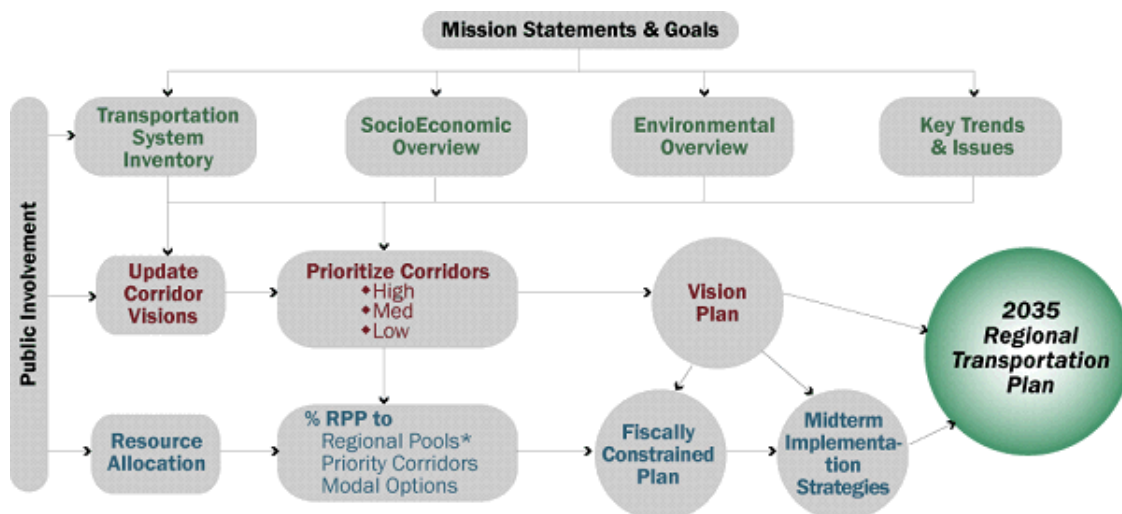 Mission Statements & Goals
Public Involvement
Transportation
System
Inventory
SocioEconomic
Overview
Environmental
Overview
Key Trends
& Issues
Update
Corridor
Visions
Prioritize Corridors
◆High
◆Med
◆Low
Vision
Plan
2035
Regional
Transportation
Plan
Resource
Allocation
% RPP to
Regional Pools*
Priority Corridors
Modal Options
Fiscally
Constrained
Plan
Midterm
Implementa-
tion
Strategies